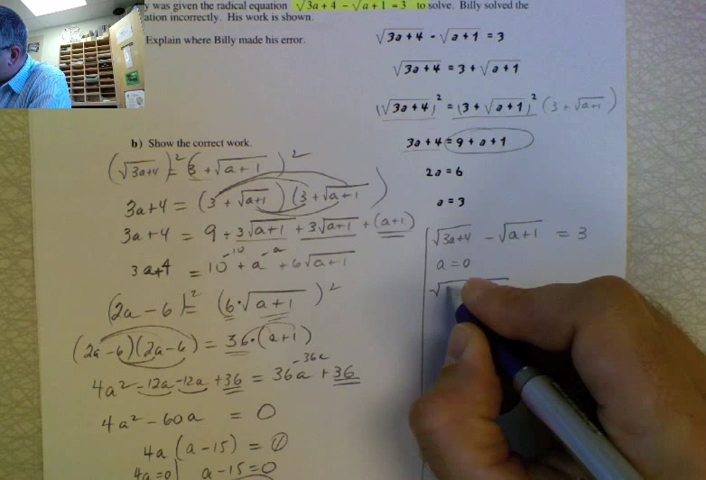 y was given the radical equation √3a+4 − √a+1 = 3 to solve. Billy solved the
ation incorrectly. His work is shown.
Explain where Billy made his error.
√3a+4 - √a+1 = 3
√3a+4 = 3 + √a+1
(√3a+4)² = (3 + √a+1)² (3 + √a+1)
3a+4 = 9 + a + 1
2a = 6
a = 3
b) Show the correct work.
(√3a+4)² = (3 + √a+1)²
3a+4 = (3 + √a+1)(3 + √a+1)
3a+4 = 9 + 3√a+1 + 3√a+1 + (a+1)
3a+4 = 10 + a + 6√a+1
-10 -a
(2a-6)² = (6·√a+1)²
(2a-6)(2a-6) = 36·(a+1)
4a² -12a -12a +36 = 36a + 36
-36a
4a² - 60a = 0
4a(a-15) = 0
4a=0 | a-15=0
√3a+4 - √a+1 = 3
a=0
√